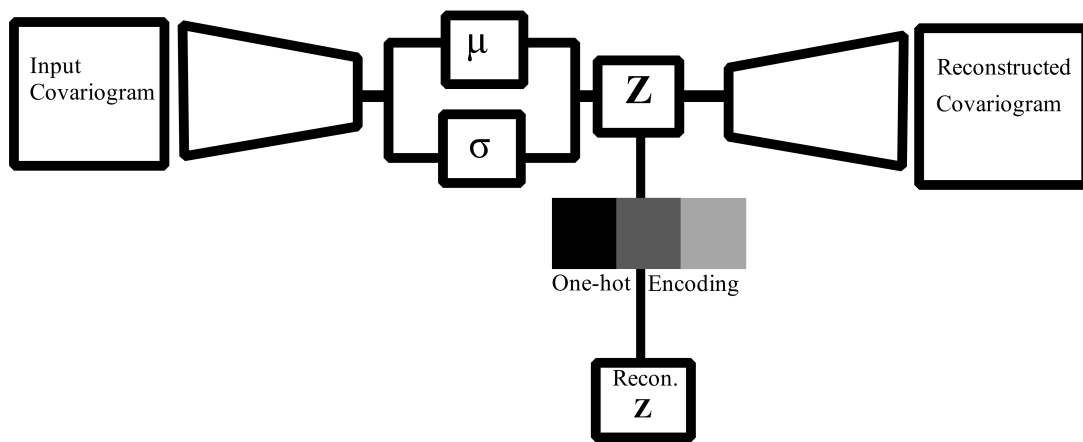 Input
Covariogram
μ
σ
Z
Reconstructed
Covariogram
One-hot Encoding
Recon.
Z